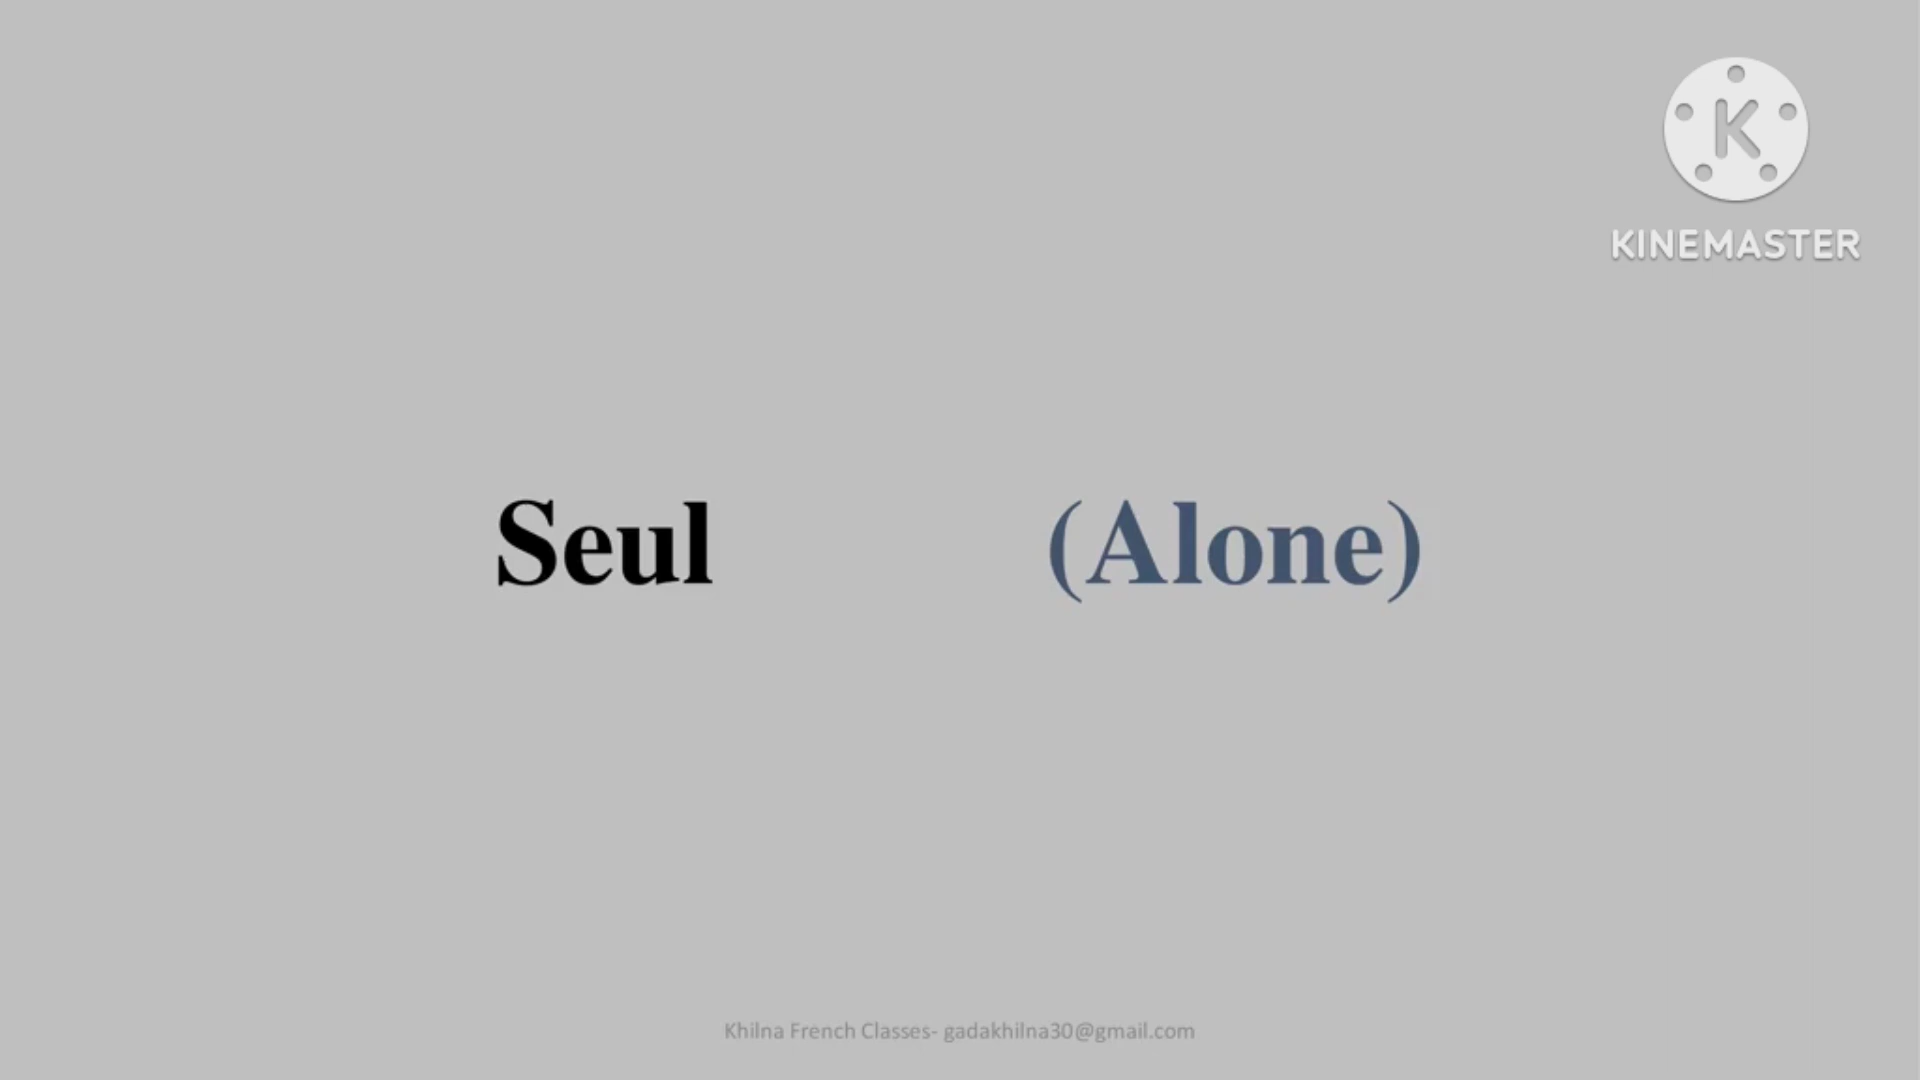 K
KINEMASTER
Seul (Alone)
Khilna French Classes- gadakhilna30@gmail.com